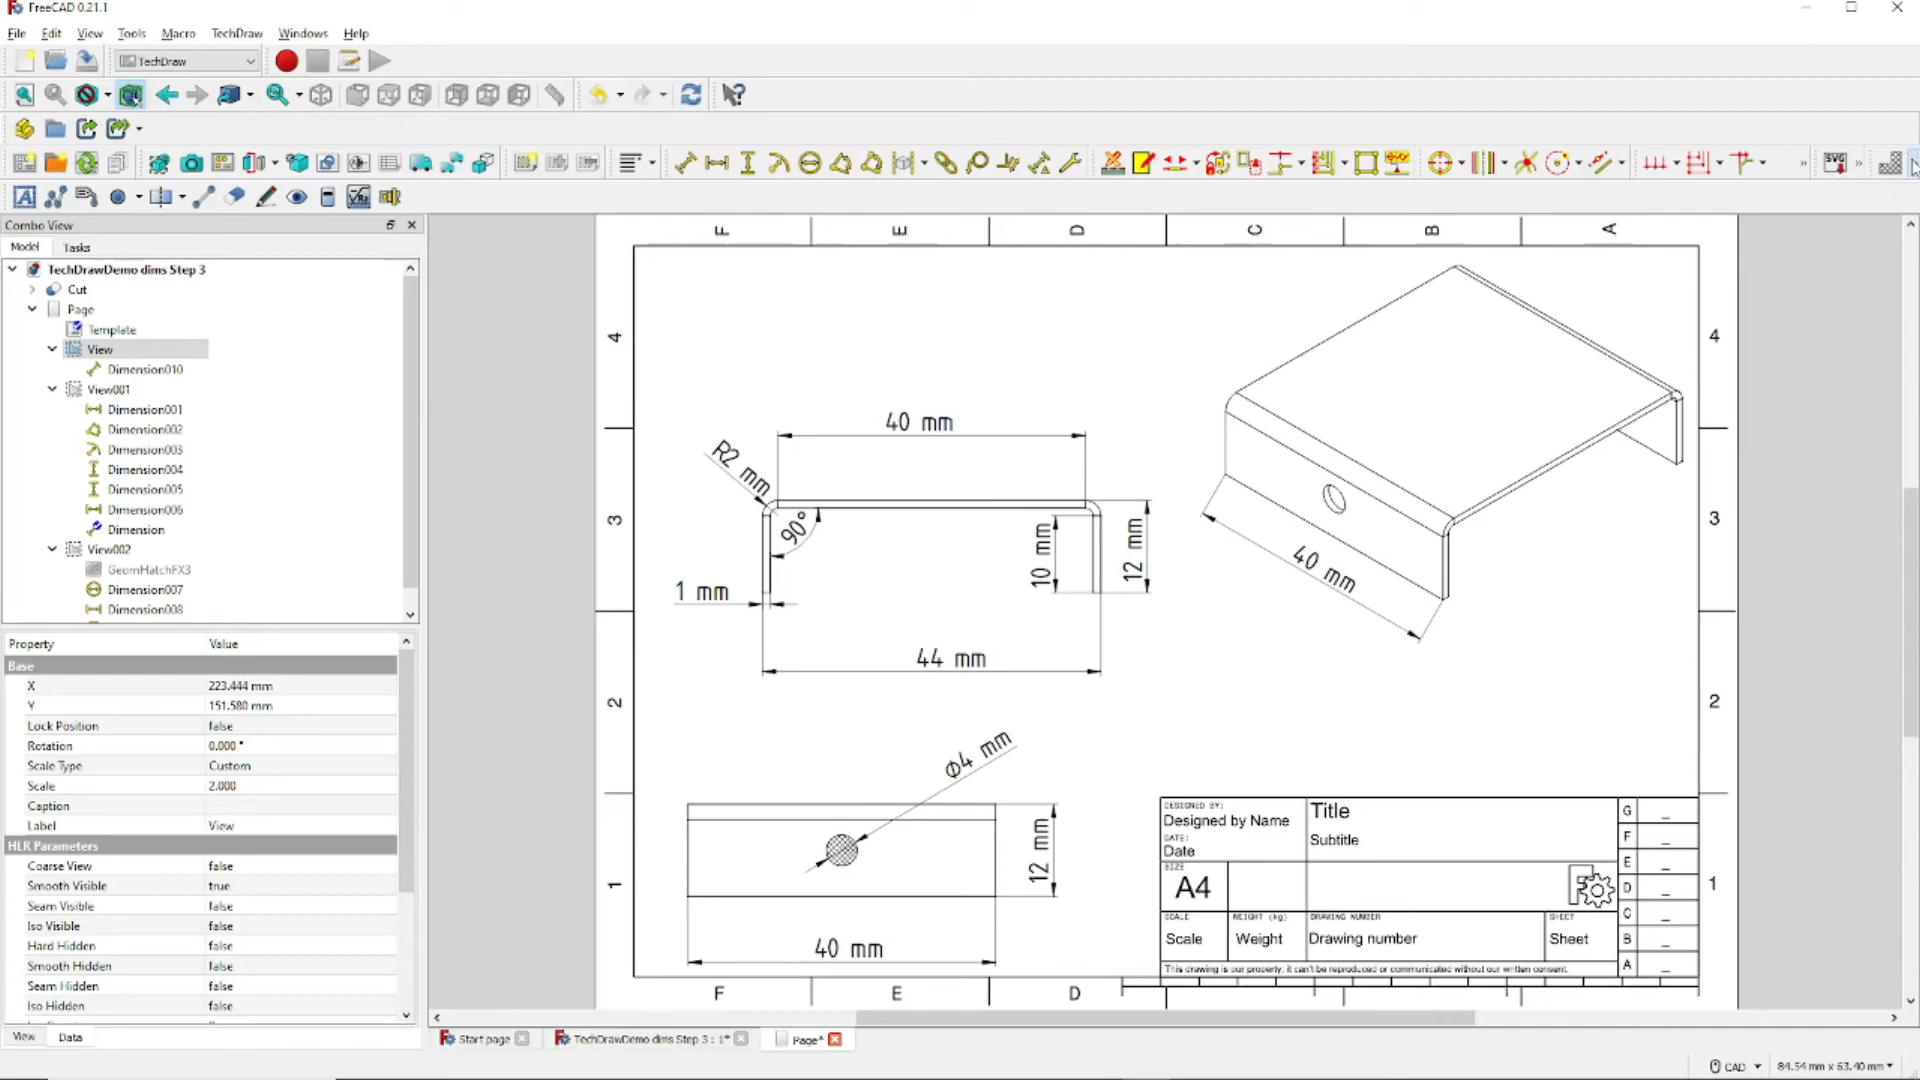 FreeCAD 0.21.1
File Edit View Tools Macro TechDraw Windows Help
TechDraw
SVG
Combo View
Model Tasks
TechDrawDemo dims Step 3
Cut
Page
Template
View
Dimension010
View001
Dimension001
Dimension002
Dimension003
Dimension004
Dimension005
Dimension006
Dimension
View002
GeomHatchFX3
Dimension007
Dimension008
Property Value
Base
X 223.444 mm
Y 151.580 mm
Lock Position false
Rotation 0.000 °
Scale Type Custom
Scale 2.000
Caption
Label View
HLR Parameters
Coarse View false
Smooth Visible true
Seam Visible false
Iso Visible false
Hard Hidden false
Smooth Hidden false
Seam Hidden false
Iso Hidden false
View Data
F E D C B A
4 4
3 3
2 2
1 1
40 mm
R2 mm
90°
10 mm
12 mm
1 mm
44 mm
40 mm
Φ4 mm
12 mm
40 mm
DESIGNED BY:
Designed by Name
DATE:
Date
SIZE
A4
Title
Subtitle
SCALE
Scale
WEIGHT (kg)
Weight
DRAWING NUMBER
Drawing number
SHEET
Sheet
G _
F _
E _
D _
C _
B _
A _
This drawing is our property; it can't be reproduced or communicated without our written consent.
F E D
Start page
TechDrawDemo dims Step 3 : 1*
Page*
CAD 84.54 mm x 63.40 mm